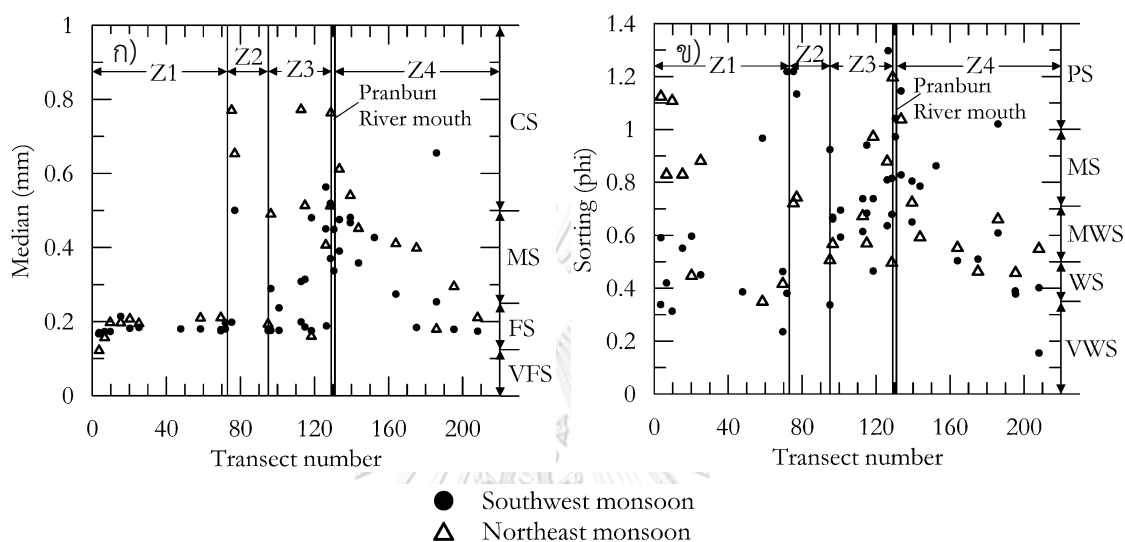 ก)
Z1
Z2
Z3
Z4
Pranburi
River mouth
CS
MS
FS
VFS
1
0.8
0.6
0.4
0.2
0
Median (mm)
0 40 80 120 160 200
Transect number
ข)
Z1
Z2
Z3
Z4
Pranburi
River mouth
PS
MS
MWS
WS
VWS
1.4
1.2
1
0.8
0.6
0.4
0.2
0
Sorting (phi)
0 40 80 120 160 200
Transect number
Southwest monsoon
Northeast monsoon